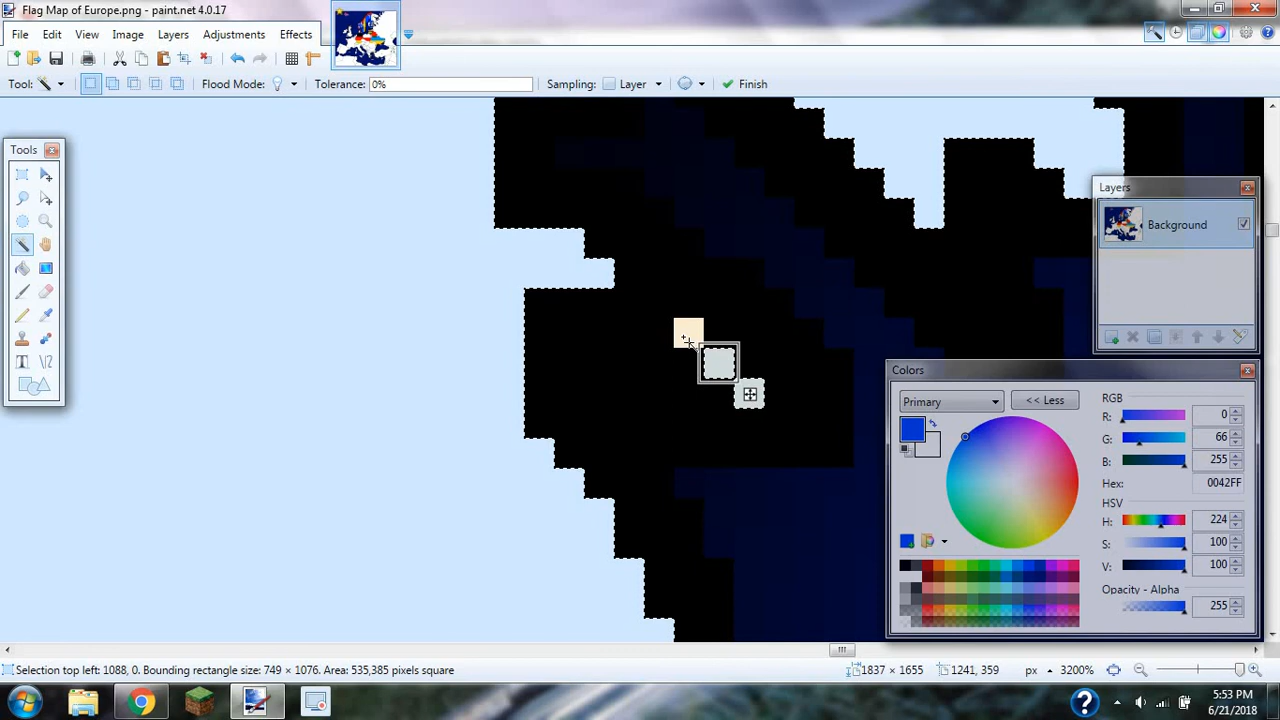 Flag Map of Europe.png - paint.net 4.0.17
File Edit View Image Layers Adjustments Effects
Tool: Flood Mode: Tolerance: 0% Sampling: Layer Finish
Tools
Layers
Background
Colors
Primary << Less
RGB
R: 0
G: 66
B: 255
Hex: 0042FF
HSV
H: 224
S: 100
V: 100
Opacity - Alpha
255
Selection top left: 1088, 0. Bounding rectangle size: 749 × 1076. Area: 535,385 pixels square
1837 × 1655 1241, 359 px 3200%
5:53 PM
6/21/2018